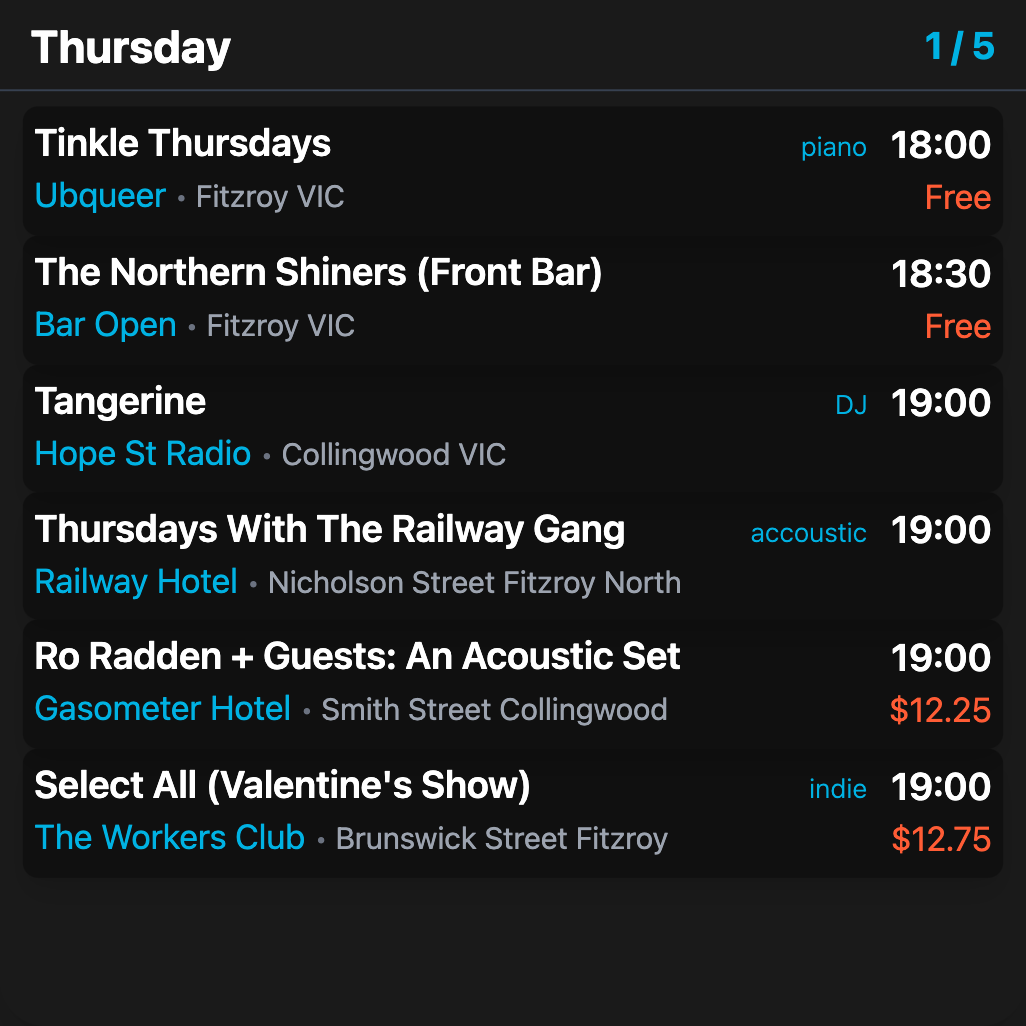 Thursday 1 / 5
Tinkle Thursdays piano 18:00
Ubqueer • Fitzroy VIC Free
The Northern Shiners (Front Bar) 18:30
Bar Open • Fitzroy VIC Free
Tangerine DJ 19:00
Hope St Radio • Collingwood VIC
Thursdays With The Railway Gang accoustic 19:00
Railway Hotel • Nicholson Street Fitzroy North
Ro Radden + Guests: An Acoustic Set 19:00
Gasometer Hotel • Smith Street Collingwood $12.25
Select All (Valentine's Show) indie 19:00
The Workers Club • Brunswick Street Fitzroy $12.75